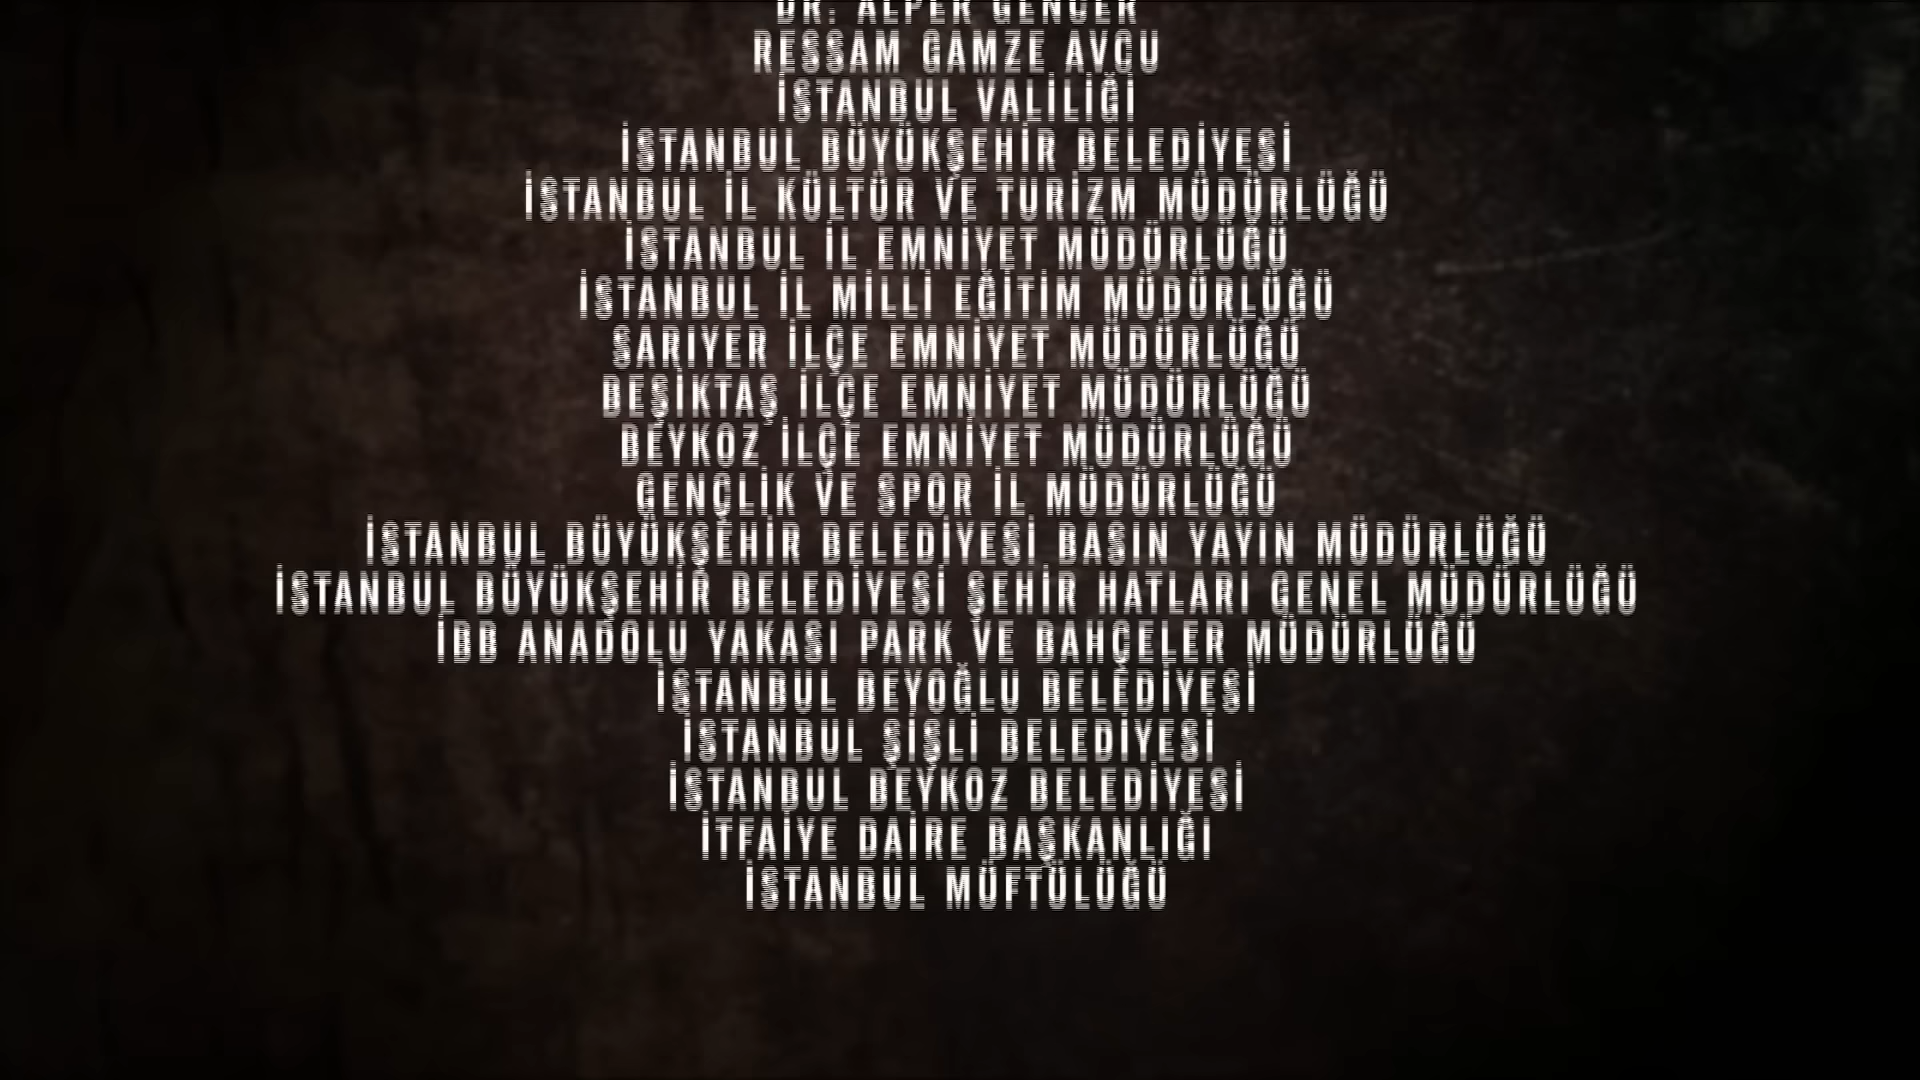 DR. ALPER GENCER
RESSAM GAMZE AVCU
İSTANBUL VALİLİĞİ
İSTANBUL BÜYÜKŞEHİR BELEDİYESİ
İSTANBUL İL KÜLTÜR VE TURİZM MÜDÜRLÜĞÜ
İSTANBUL İL EMNİYET MÜDÜRLÜĞÜ
İSTANBUL İL MİLLİ EĞİTİM MÜDÜRLÜĞÜ
SARIYER İLÇE EMNİYET MÜDÜRLÜĞÜ
BEŞİKTAŞ İLÇE EMNİYET MÜDÜRLÜĞÜ
BEYKOZ İLÇE EMNİYET MÜDÜRLÜĞÜ
GENÇLİK VE SPOR İL MÜDÜRLÜĞÜ
İSTANBUL BÜYÜKŞEHİR BELEDİYESİ BASIN YAYIN MÜDÜRLÜĞÜ
İSTANBUL BÜYÜKŞEHİR BELEDİYESİ ŞEHİR HATLARI GENEL MÜDÜRLÜĞÜ
İBB ANADOLU YAKASI PARK VE BAHÇELER MÜDÜRLÜĞÜ
İSTANBUL BEYOĞLU BELEDİYESİ
İSTANBUL ŞİŞLİ BELEDİYESİ
İSTANBUL BEYKOZ BELEDİYESİ
İTFAİYE DAİRE BAŞKANLIĞI
İSTANBUL MÜFTÜLÜĞÜ